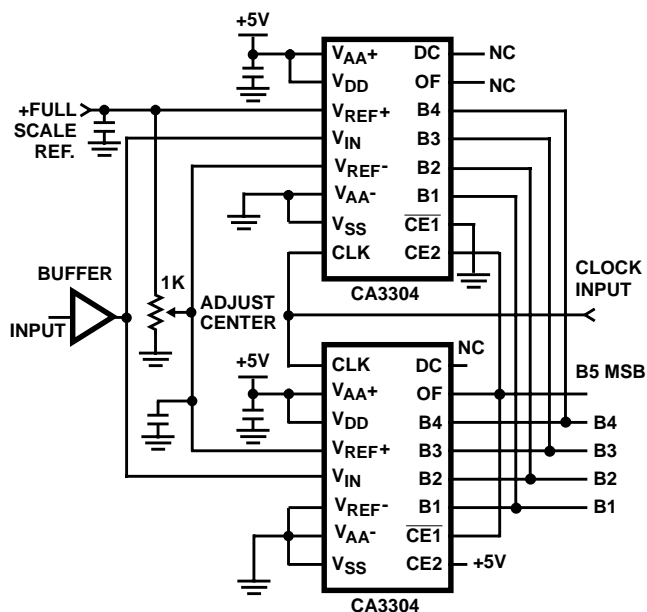 +5V
VAA+
DC
NC
VDD
OF
NC
+FULL
SCALE
REF.
VREF+
B4
VIN
B3
VREF-
B2
VAA-
B1
VSS
CE1
CLK
CE2
CA3304
BUFFER
INPUT
1K
ADJUST
CENTER
CLOCK
INPUT
CLK
DC
NC
+5V
VAA+
OF
B5 MSB
VDD
B4
B4
VREF+
B3
B3
VIN
B2
B2
VREF-
B1
B1
VAA-
CE1
VSS
CE2
+5V
CA3304